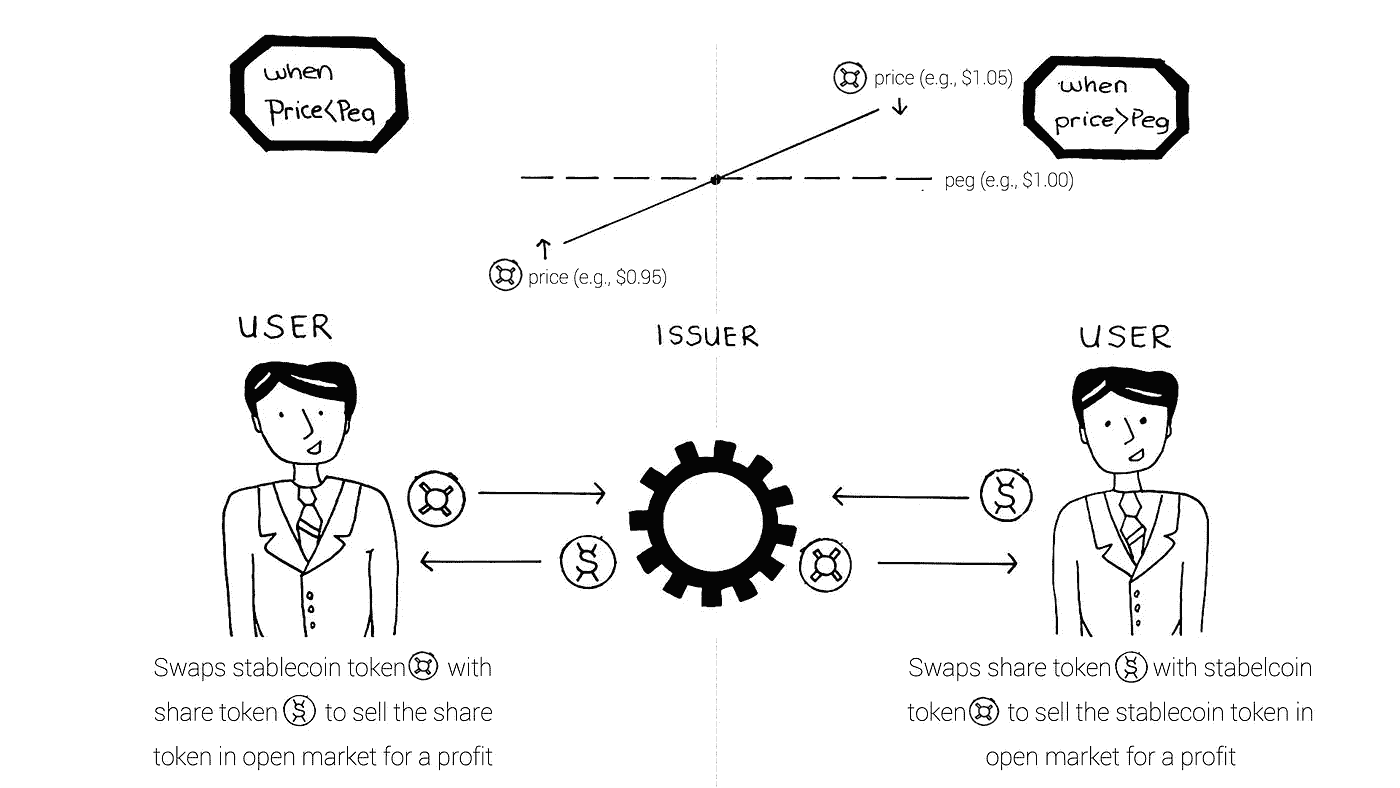 when
Price<Peg
price (e.g., $1.05)
when
price>Peg
peg (e.g., $1.00)
price (e.g., $0.95)
USER
ISSUER
USER
Swaps stablecoin token with
share token to sell the share
token in open market for a profit
Swaps share token with stabelcoin
token to sell the stablecoin token in
open market for a profit